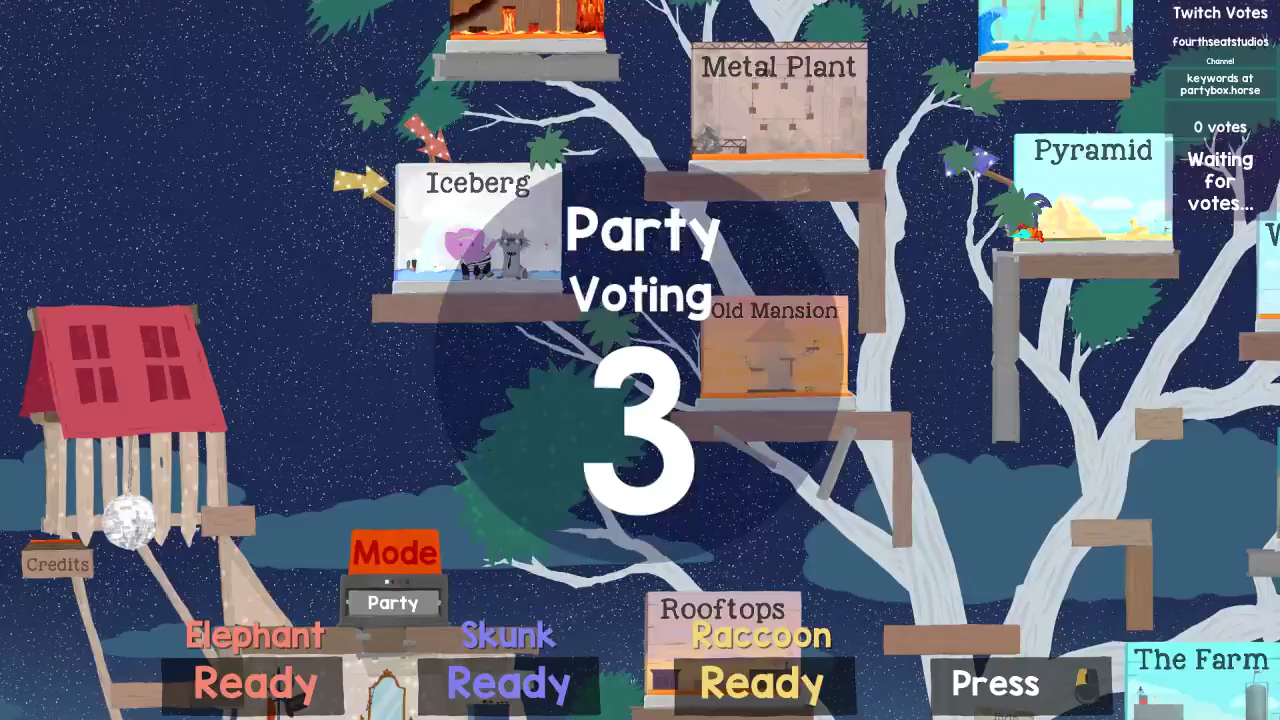 Twitch Votes
fourthseatstudios
Channel
keywords at
partybox.horse
0 votes
Waiting
for
votes...
Metal Plant
Pyramid
Iceberg
Party
Voting
3
Old Mansion
Credits
Mode
Party
Rooftops
The Farm
Elephant
Ready
Skunk
Ready
Raccoon
Ready
Press